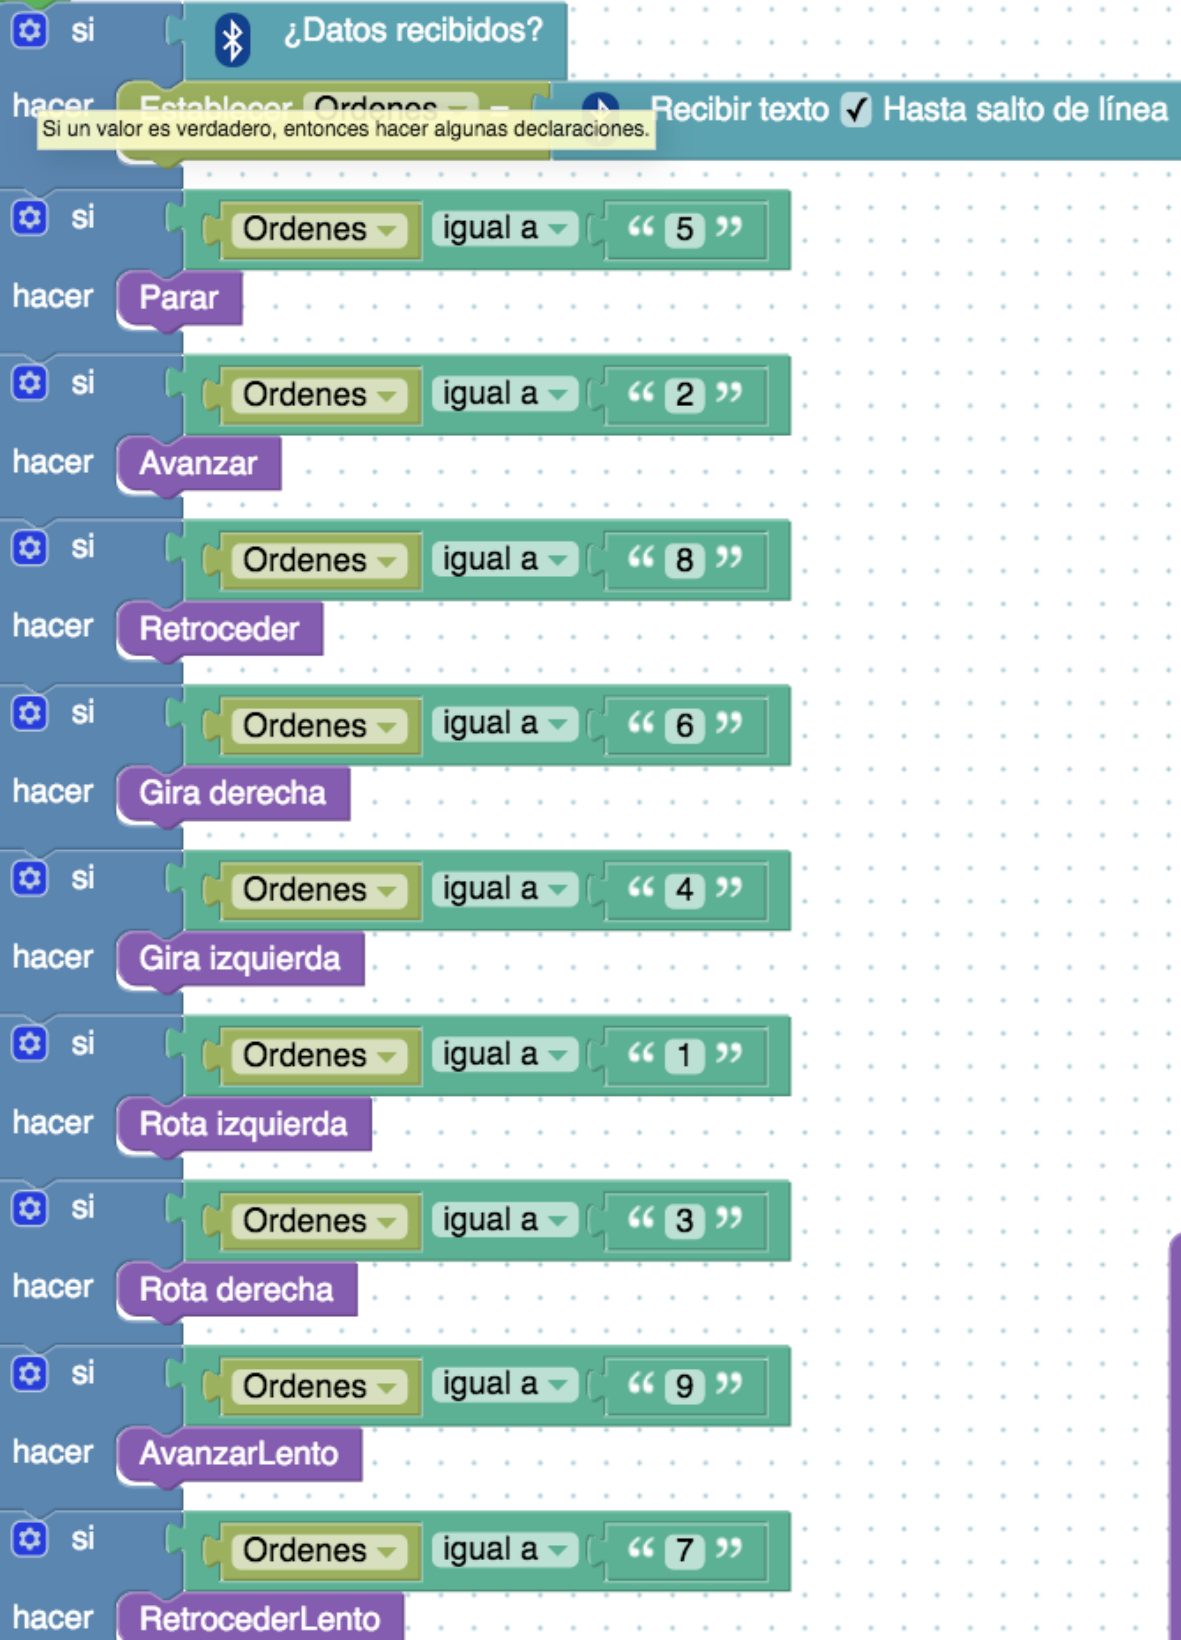 si ¿Datos recibidos?
hacer Establecer Ordenes = Recibir texto ✓ Hasta salto de línea
Si un valor es verdadero, entonces hacer algunas declaraciones.
si Ordenes igual a “ 5 ”
hacer Parar
si Ordenes igual a “ 2 ”
hacer Avanzar
si Ordenes igual a “ 8 ”
hacer Retroceder
si Ordenes igual a “ 6 ”
hacer Gira derecha
si Ordenes igual a “ 4 ”
hacer Gira izquierda
si Ordenes igual a “ 1 ”
hacer Rota izquierda
si Ordenes igual a “ 3 ”
hacer Rota derecha
si Ordenes igual a “ 9 ”
hacer AvanzarLento
si Ordenes igual a “ 7 ”
hacer RetrocederLento